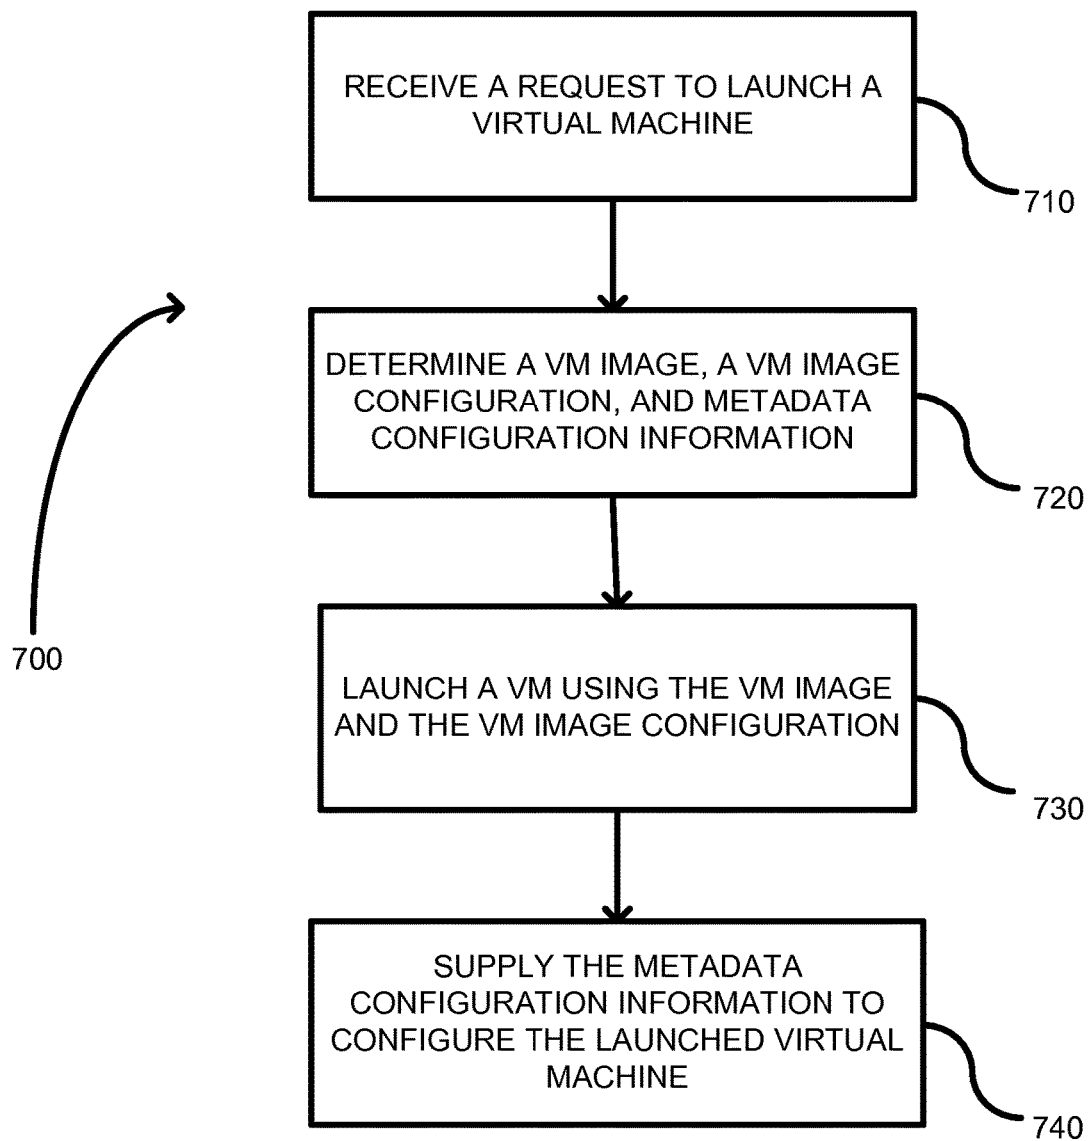 RECEIVE A REQUEST TO LAUNCH A
VIRTUAL MACHINE
710
DETERMINE A VM IMAGE, A VM IMAGE
CONFIGURATION, AND METADATA
CONFIGURATION INFORMATION
720
700
LAUNCH A VM USING THE VM IMAGE
AND THE VM IMAGE CONFIGURATION
730
SUPPLY THE METADATA
CONFIGURATION INFORMATION TO
CONFIGURE THE LAUNCHED VIRTUAL
MACHINE
740